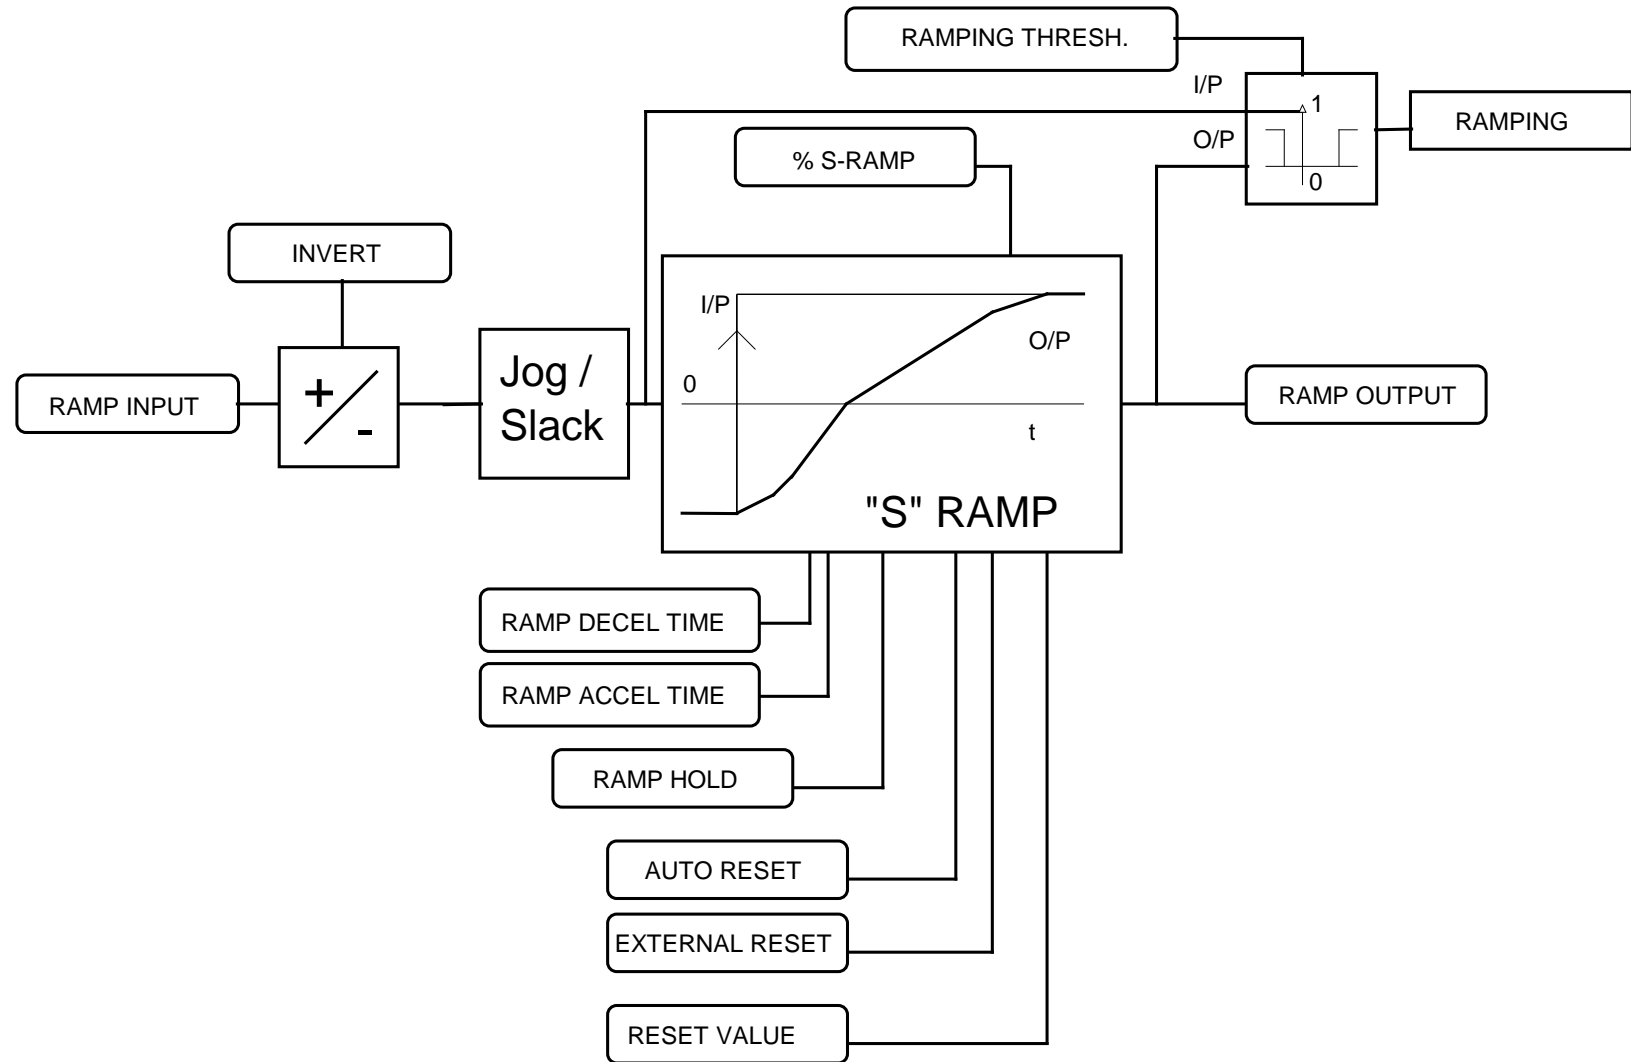 RAMPING THRESH.
I/P
1
RAMPING
O/P
0
% S-RAMP
INVERT
I/P
O/P
0
t
"S" RAMP
+
-
Jog /
Slack
RAMP INPUT
RAMP OUTPUT
RAMP DECEL TIME
RAMP ACCEL TIME
RAMP HOLD
AUTO RESET
EXTERNAL RESET
RESET VALUE